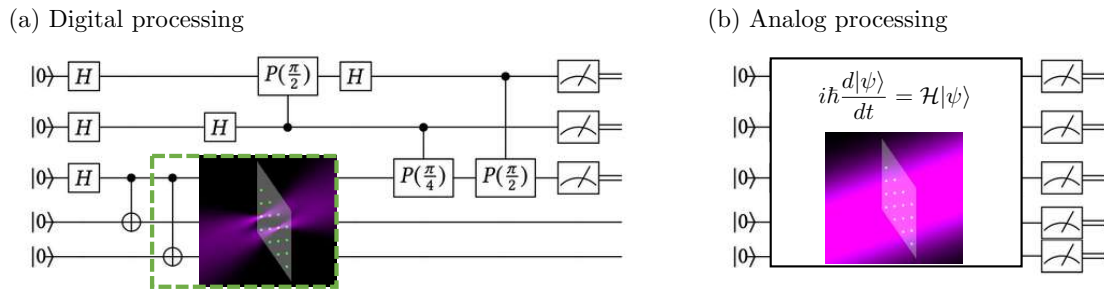 (a) Digital processing
(b) Analog processing
|0⟩ H P(π/2) H
|0⟩ H H
|0⟩ H P(π/4) P(π/2)
|0⟩
|0⟩
|0⟩
|0⟩
|0⟩
|0⟩
|0⟩
iħ d|ψ⟩/dt = ℋ|ψ⟩